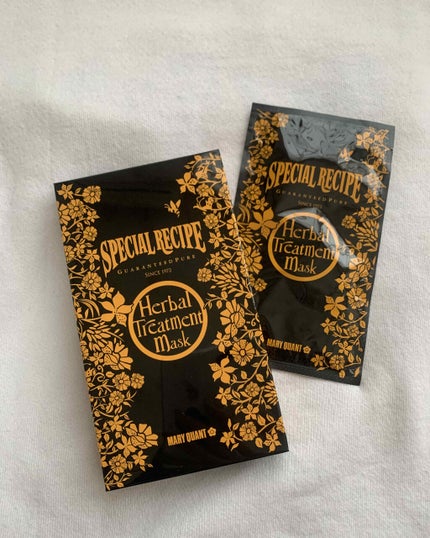 SPECIAL RECIPE
GUARANTEED PURE
SINCE 1972
Herbal
Treatment
Mask
MARY QUANT
SPECIAL RECIPE
GUARANTEED PURE
SINCE 1972
Herbal
Treatment
Mask
MARY QUANT